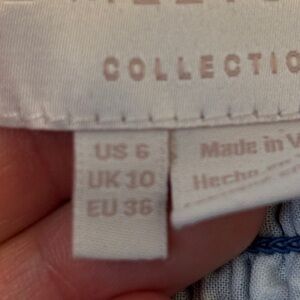 COLLECTIO
US 6
UK 10
EU 36
Made in V
Hecho